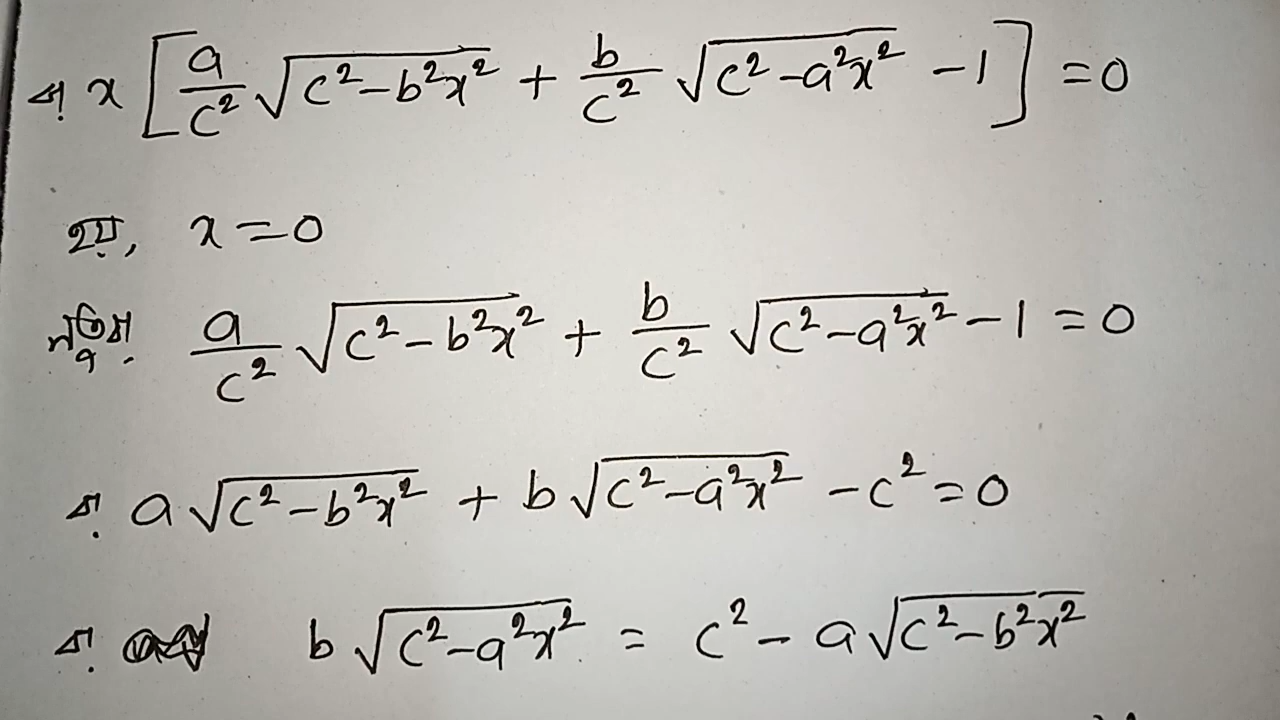 বা, x [ a/c² √(c²-b²x²) + b/c² √(c²-a²x²) - 1 ] = 0
হয়, x = 0
নতুবা, a/c² √(c²-b²x²) + b/c² √(c²-a²x²) - 1 = 0
বা, a√(c²-b²x²) + b√(c²-a²x²) - c² = 0
বা, b√(c²-a²x²) = c² - a√(c²-b²x²)